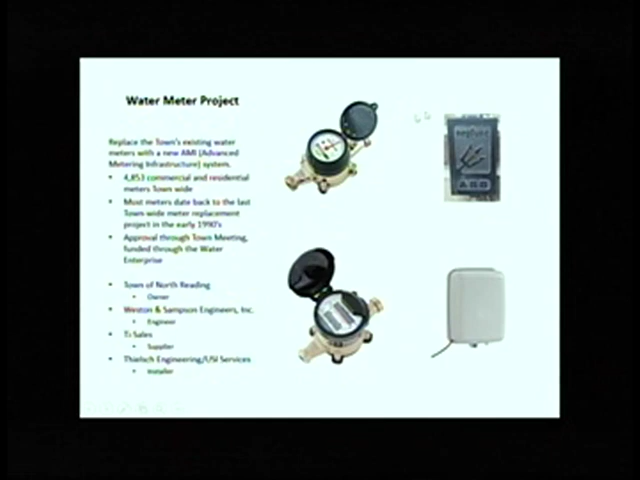 Water Meter Project
Replace the Town's existing water
meters with a new AMI (Advanced
Metering Infrastructure) system.
• 4,853 commercial and residential
meters Town wide
• Most meters date back to the last
Town-wide meter replacement
project in the early 1990's
• Approval through Town Meeting,
funded through the Water
Enterprise
• Town of North Reading
• Owner
• Weston & Sampson Engineers, Inc.
• Engineer
• Ti-Sales
• Supplier
• Thielsch Engineering/USI Services
• Installer
neptune